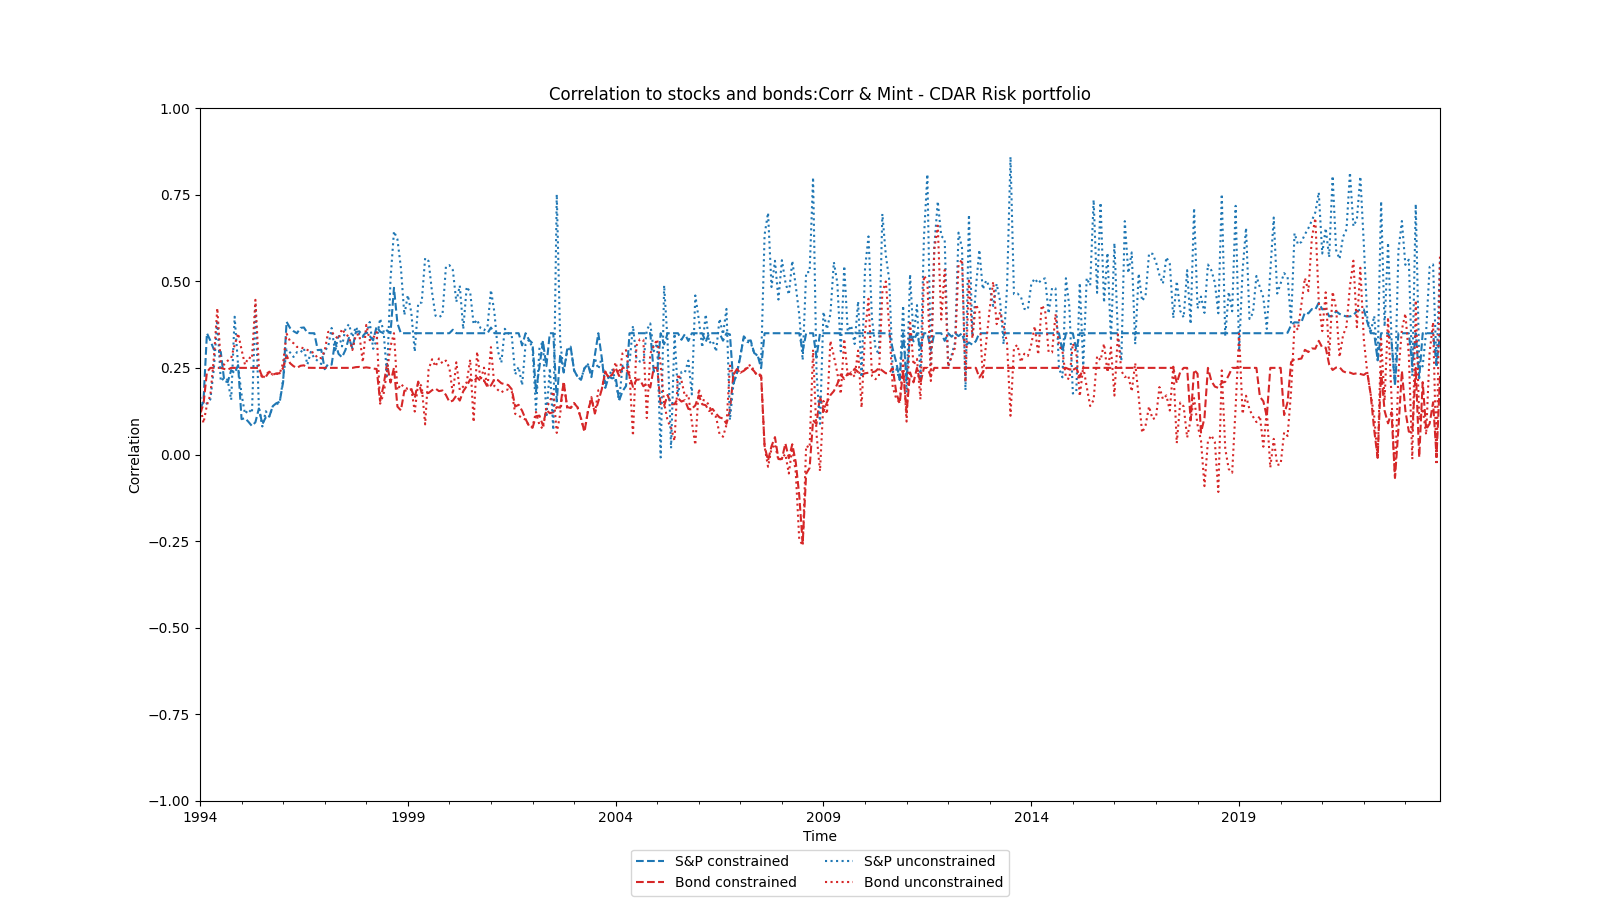 Correlation to stocks and bonds:Corr & Mint - CDAR Risk portfolio
1.00
0.75
0.50
0.25
0.00
−0.25
−0.50
−0.75
−1.00
Correlation
1994 1999 2004 2009 2014 2019
Time
S&P constrained S&P unconstrained
Bond constrained Bond unconstrained